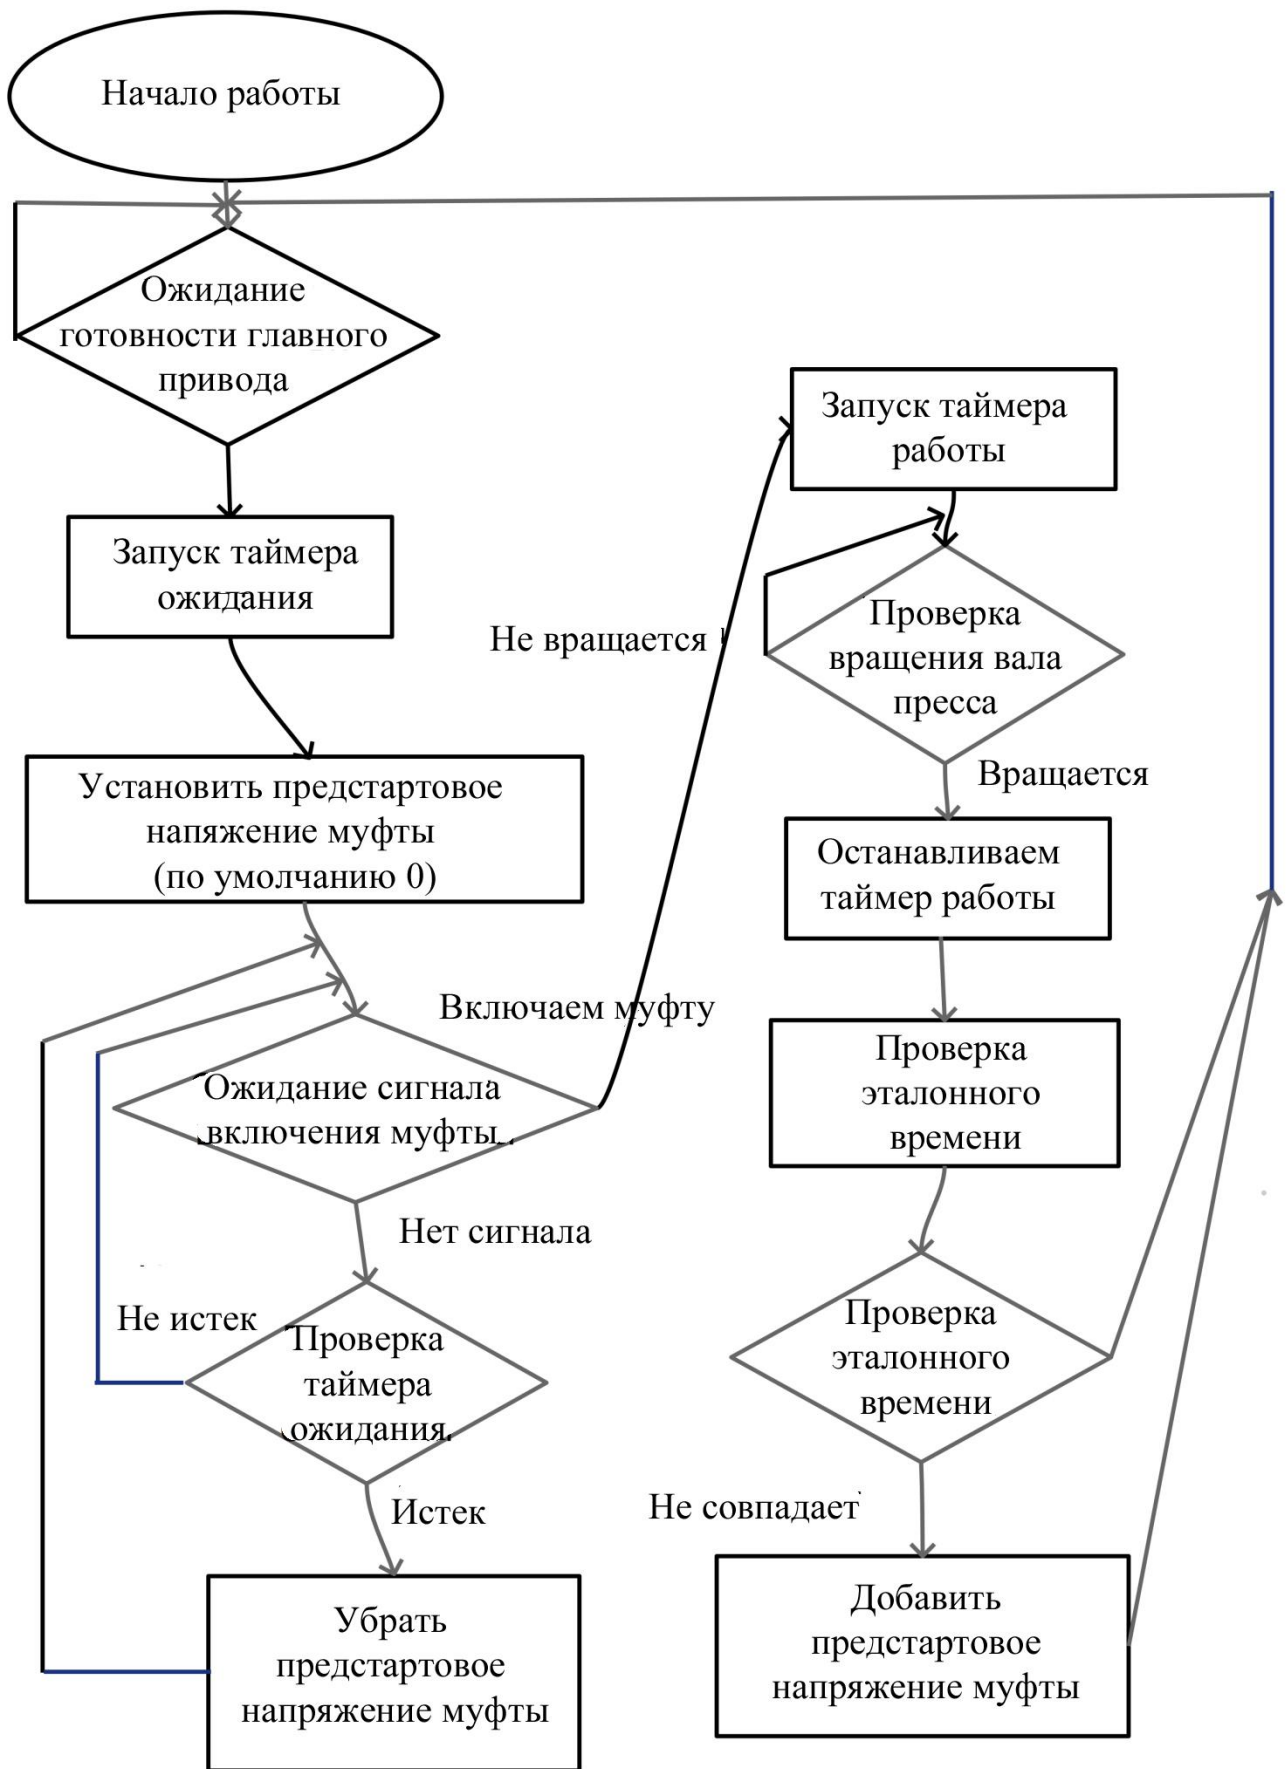 Начало работы
Ожидание
готовности главного
привода
Запуск таймера
ожидания
Установить предстартовое
напяжение муфты
(по умолчанию 0)
Включаем муфту
Ожидание сигнала
включения муфты
Нет сигнала
Не истек
Проверка
таймера
ожидания
Истек
Убрать
предстартовое
напряжение муфты
Запуск таймера
работы
Не вращается
Проверка
вращения вала
пресса
Вращается
Останавливаем
таймер работы
Проверка
эталонного
времени
Проверка
эталонного
времени
Не совпадает
Добавить
предстартовое
напряжение муфты